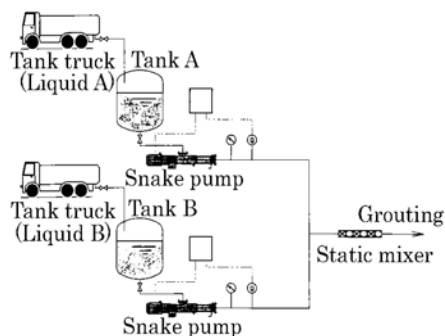 Tank A
Tank truck
(Liquid A)
Snake pump
Tank B
Tank truck
(Liquid B)
Grouting
Static mixer
Snake pump